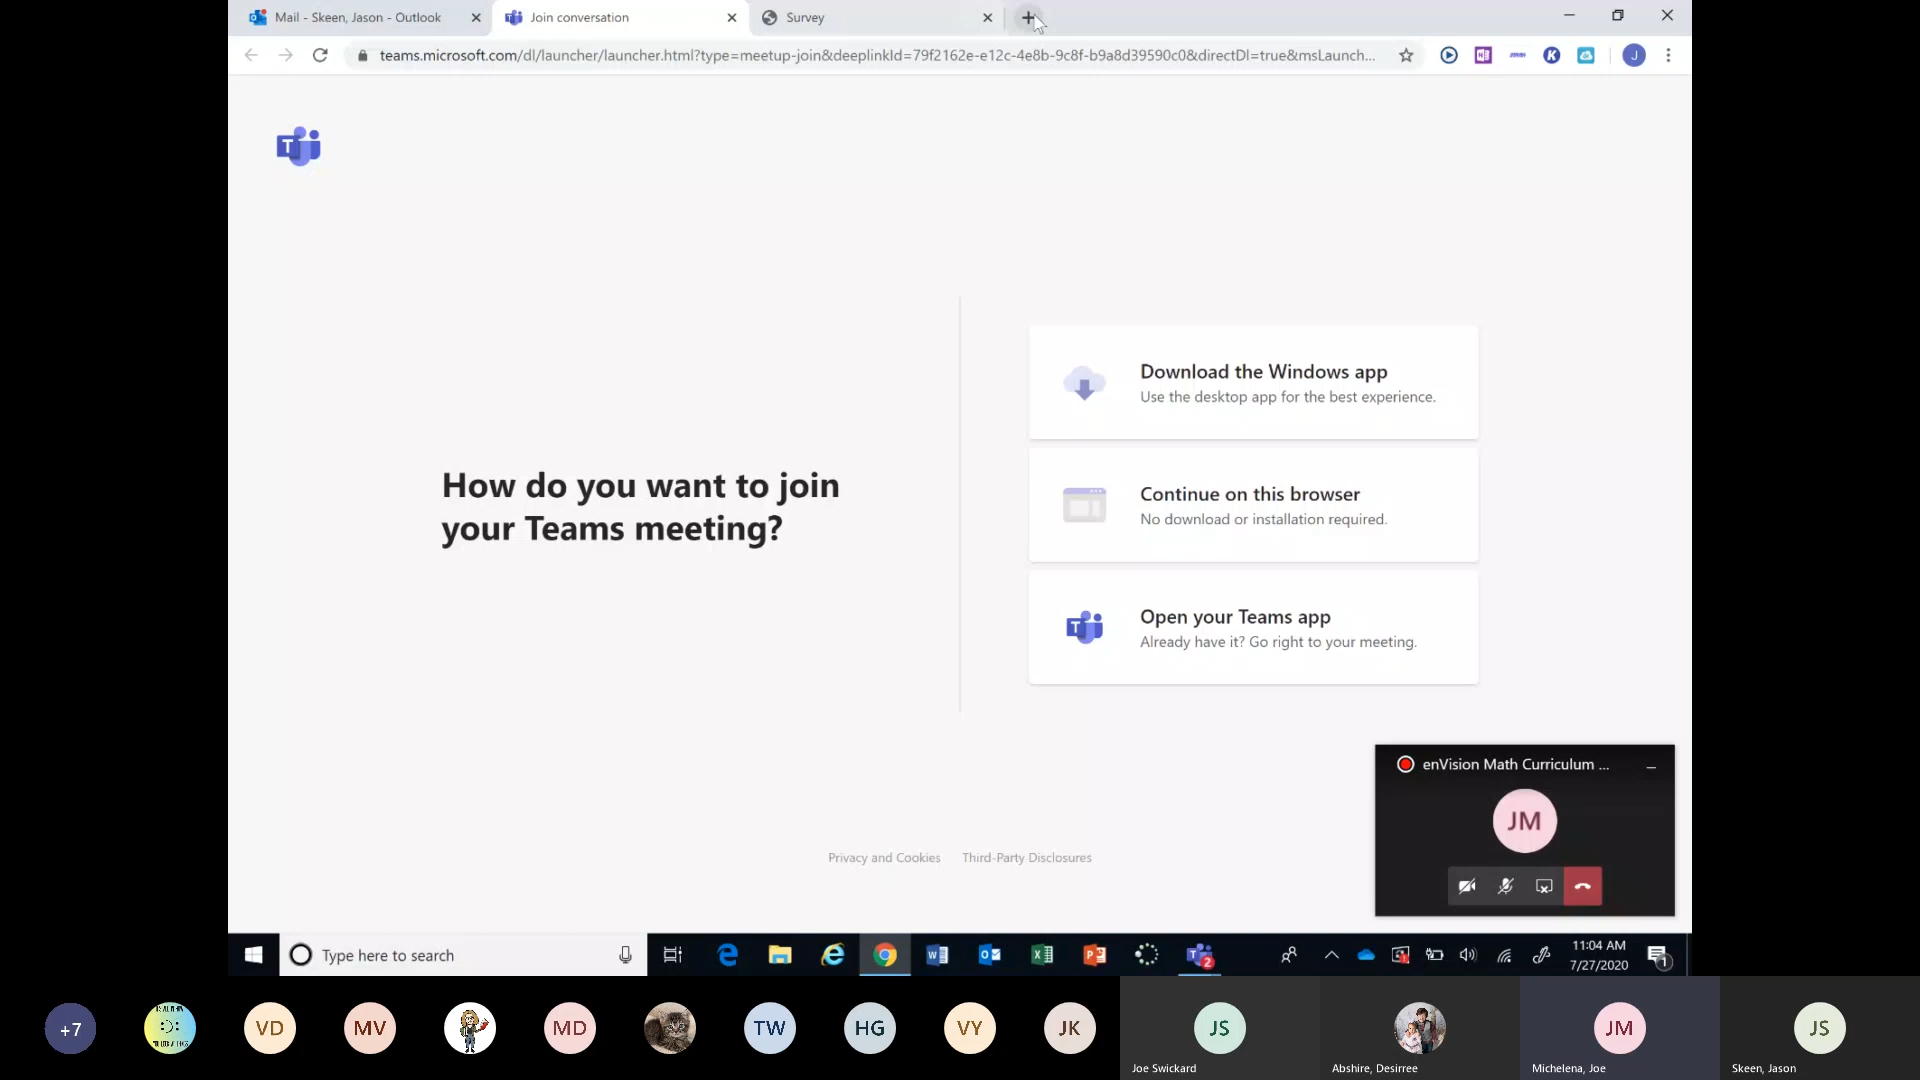 Mail - Skeen, Jason - Outlook
Join conversation
Survey
teams.microsoft.com/dl/launcher/launcher.html?type=meetup-join&deeplinkId=79f2162e-e12c-4e8b-9c8f-b9a8d39590c0&directDl=true&msLaunch...
J
T
How do you want to join
your Teams meeting?
Download the Windows app
Use the desktop app for the best experience.
Continue on this browser
No download or installation required.
Open your Teams app
Already have it? Go right to your meeting.
Privacy and Cookies
Third-Party Disclosures
enVision Math Curriculum ...
JM
Type here to search
2
11:04 AM
7/27/2020
1
+7
VD
MV
MD
TW
HG
VY
JK
JS
Joe Swickard
Abshire, Desirree
JM
Michelena, Joe
JS
Skeen, Jason